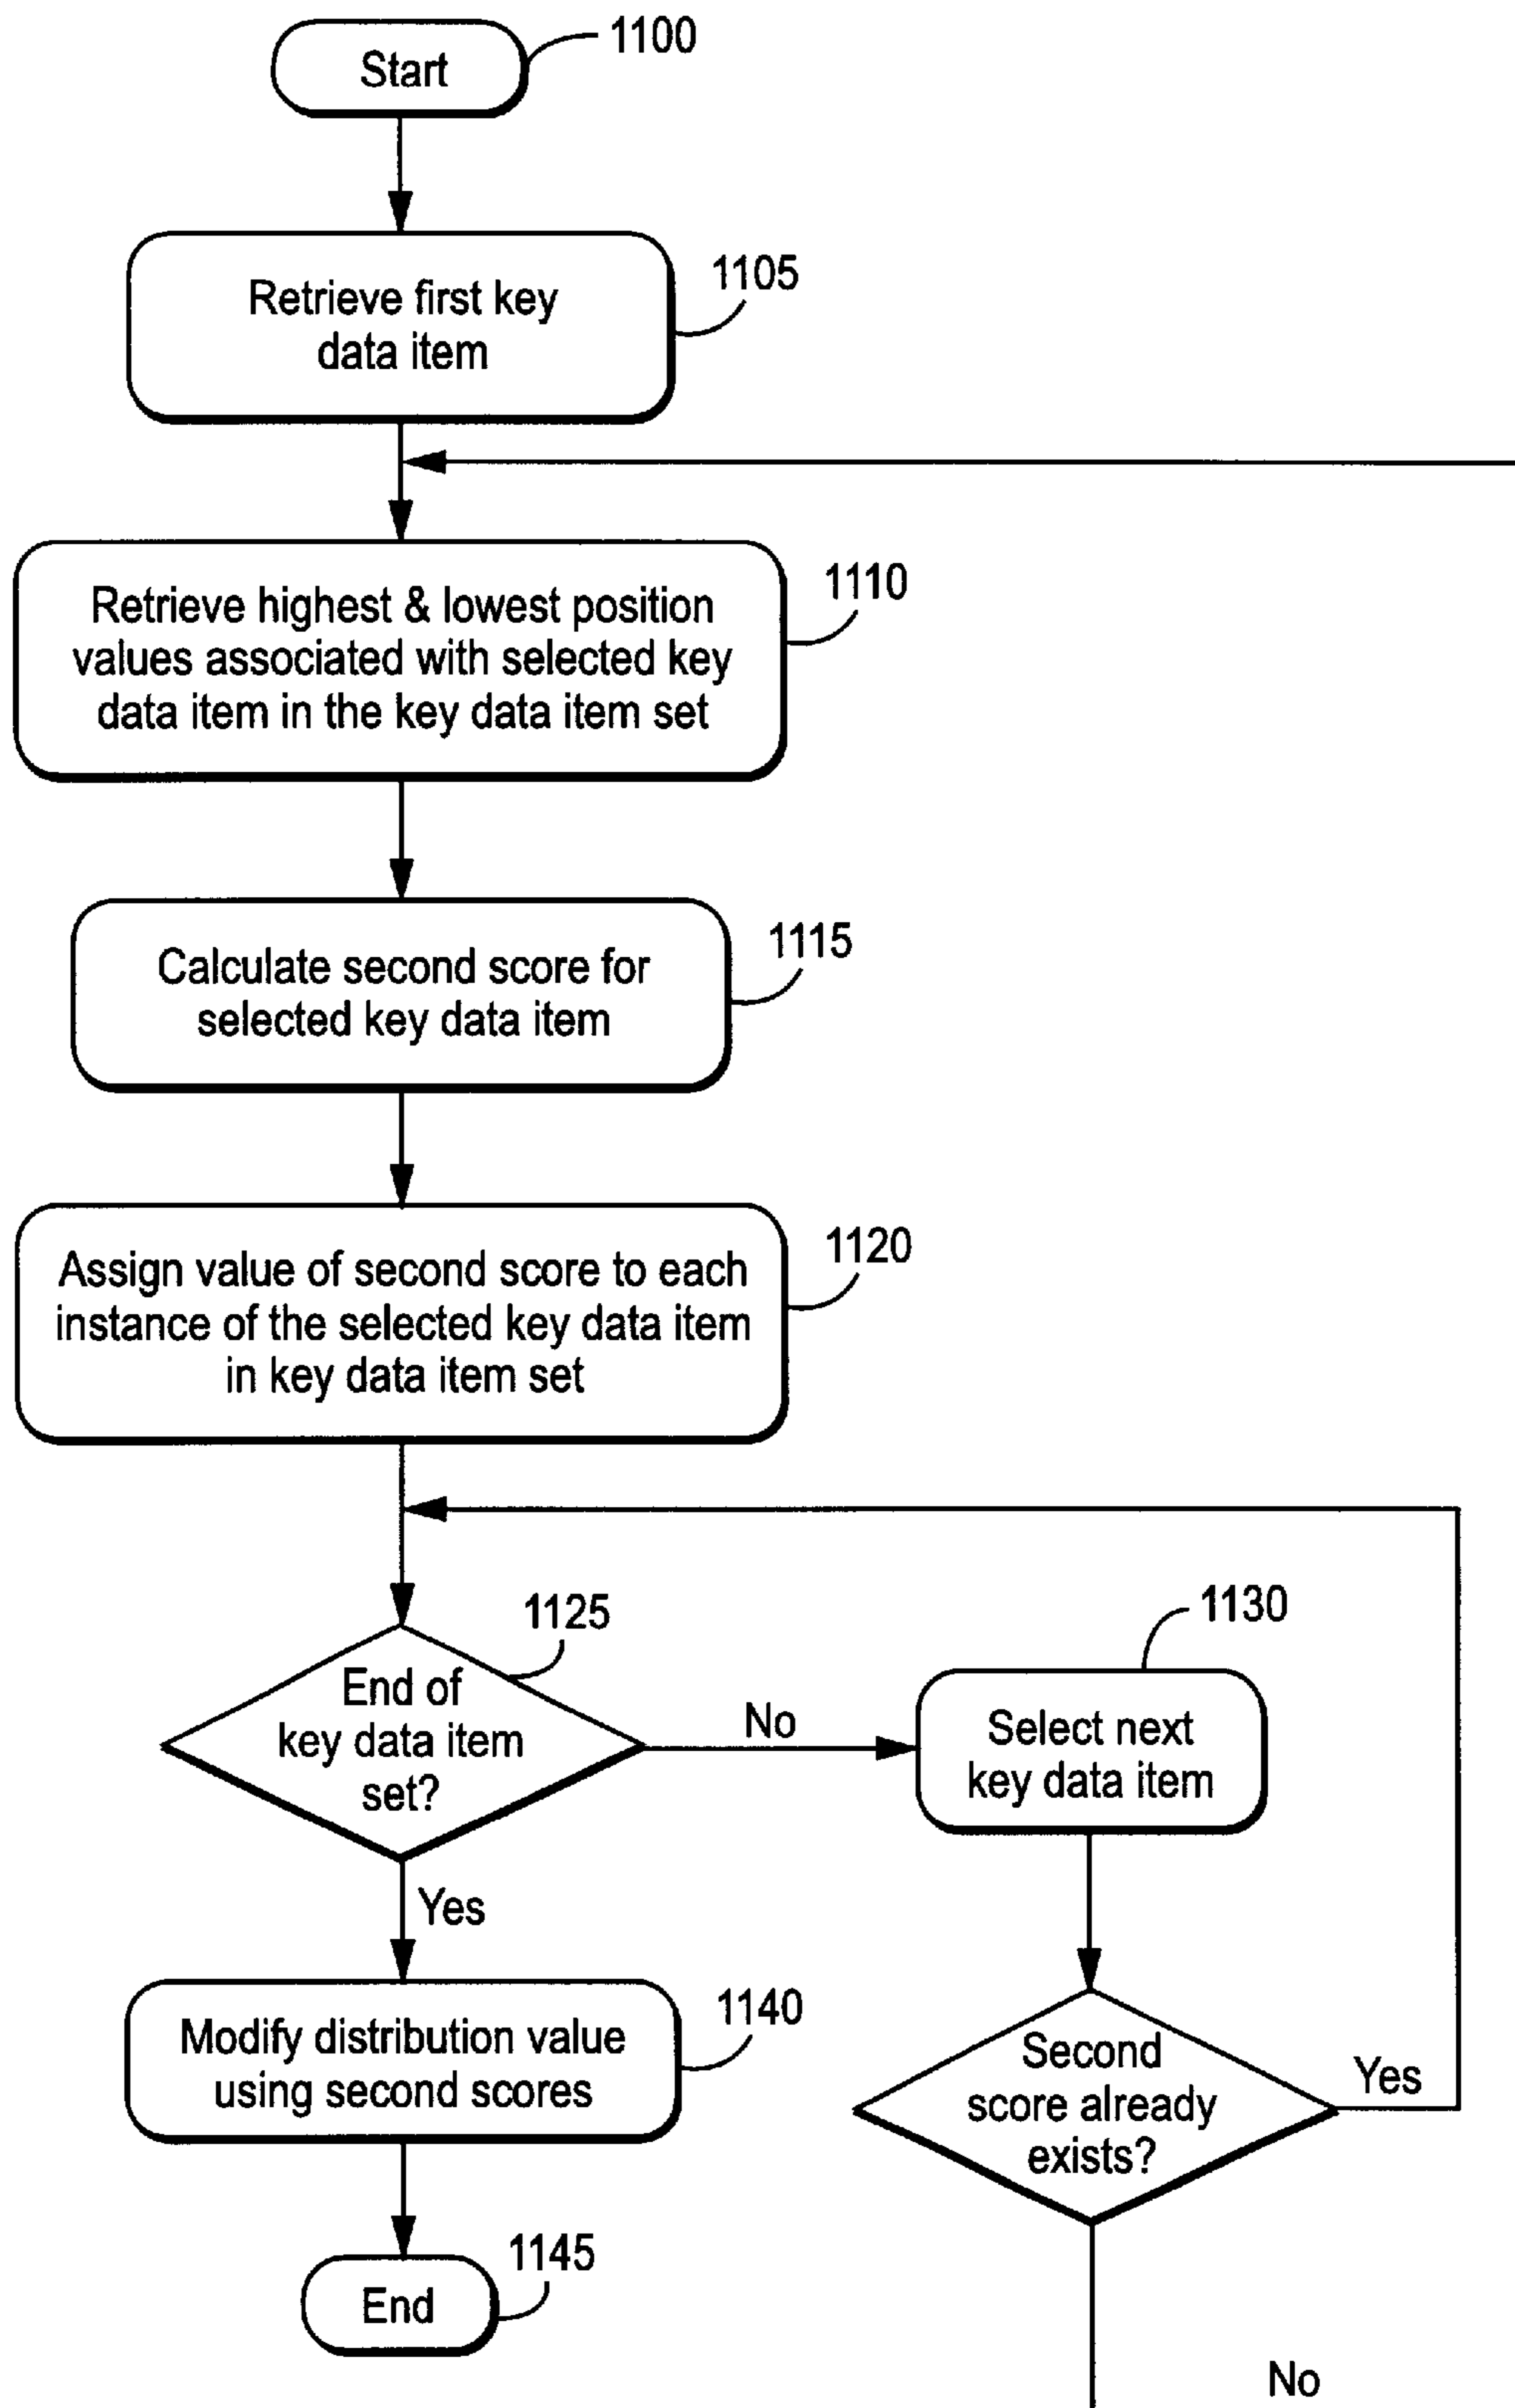 Start
1100
Retrieve first key
data item
1105
Retrieve highest & lowest position
values associated with selected key
data item in the key data item set
1110
Calculate second score for
selected key data item
1115
Assign value of second score to each
instance of the selected key data item
in key data item set
1120
End of
key data item
set?
1125
No
Select next
key data item
1130
Yes
Modify distribution value
using second scores
1140
Second
score already
exists?
Yes
End
1145
No